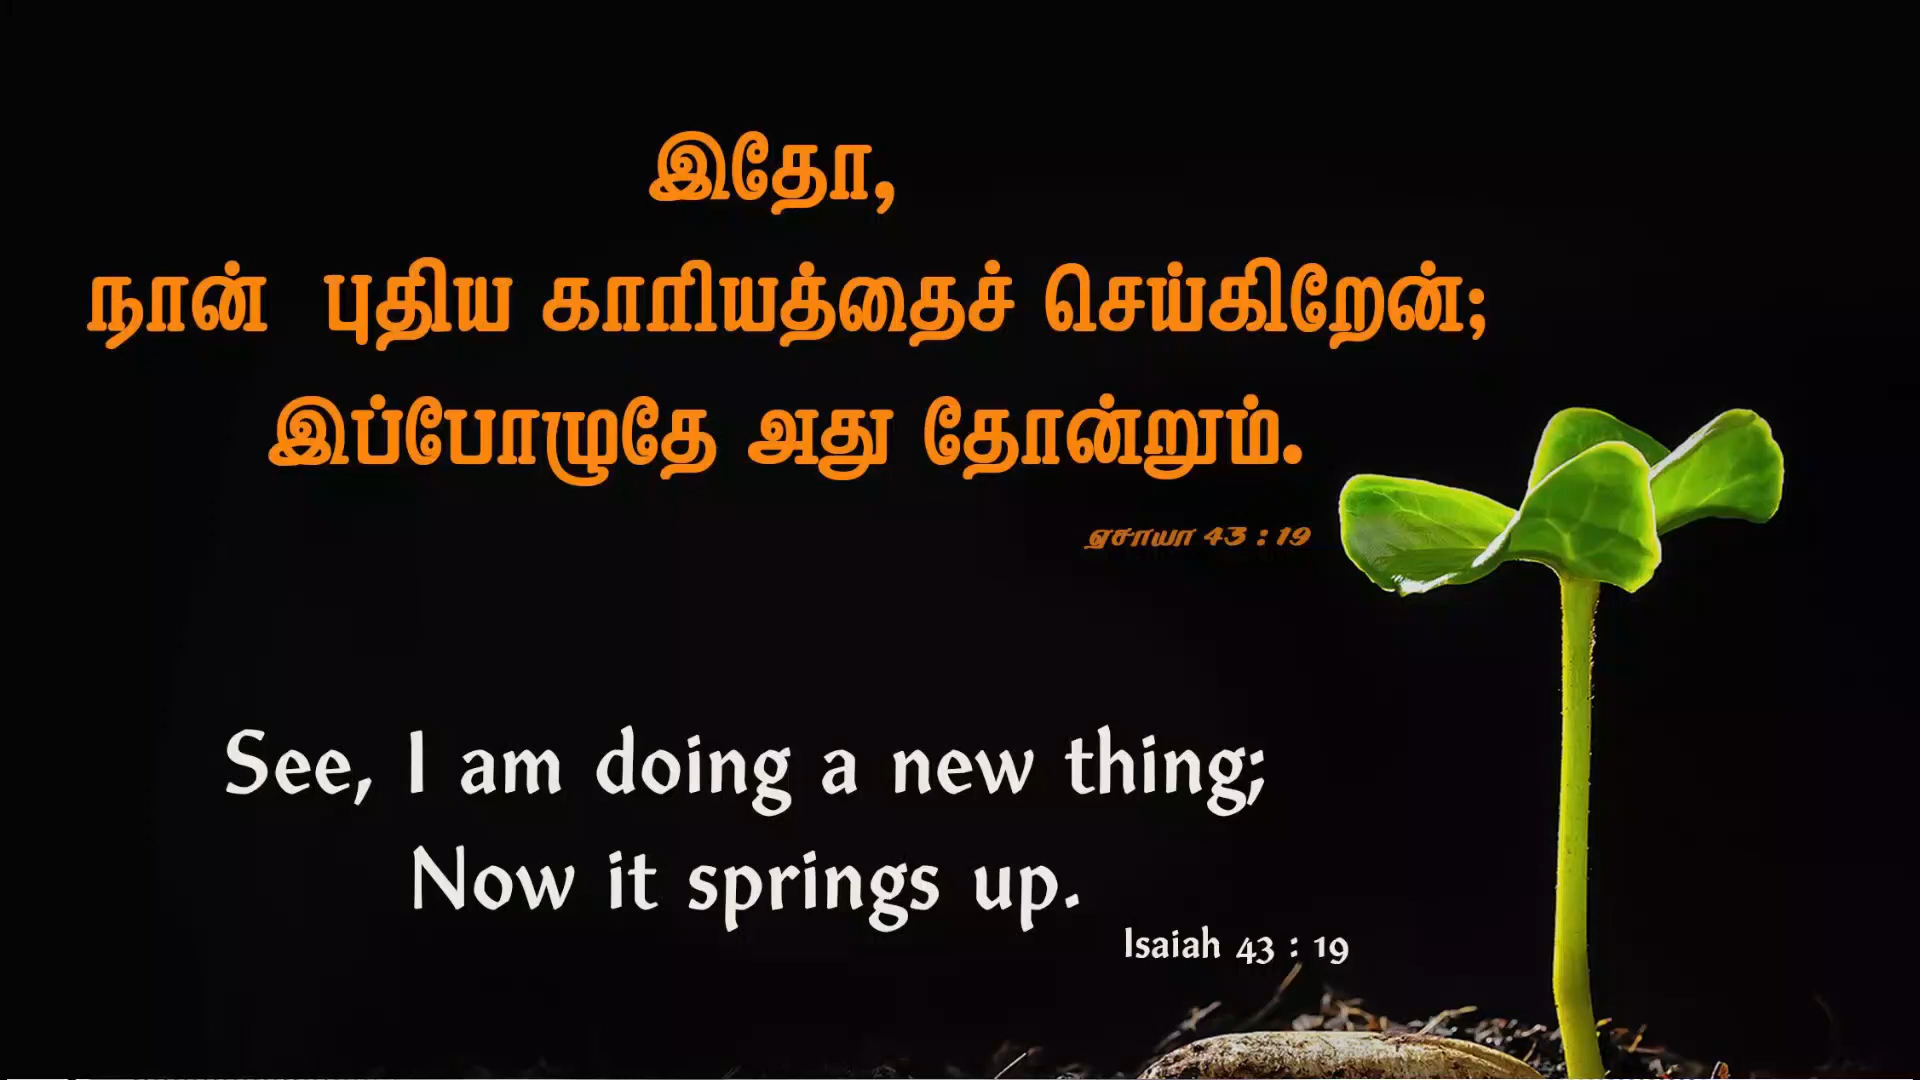 இதோ,
நான் புதிய காரியத்தைச் செய்கிறேன்;
இப்போழுதே அது தோன்றும்.
ஏசாயா 43 : 19
See, I am doing a new thing;
Now it springs up.
Isaiah 43 : 19